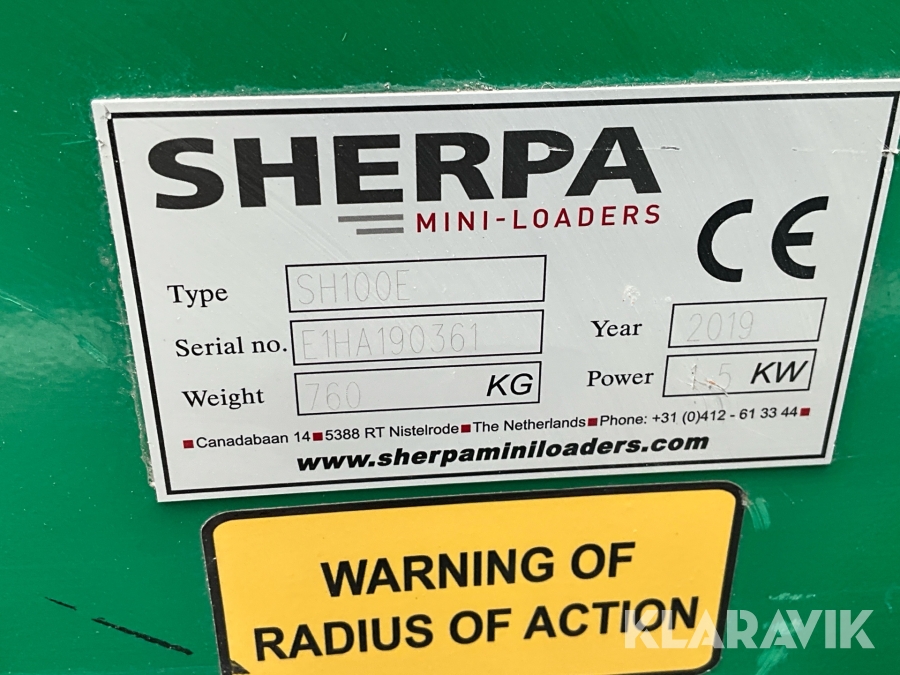 SHERPA
MINI-LOADERS
CE
Type SH100E
Serial no. E1HA190361
Year 2019
Weight 760 KG
Power 1.5 KW
Canadabaan 14 ■ 5388 RT Nistelrode ■ The Netherlands ■ Phone: +31 (0)412 - 61 33 44
www.sherpaminiloaders.com
WARNING OF
RADIUS OF ACTION
KLARAVIK